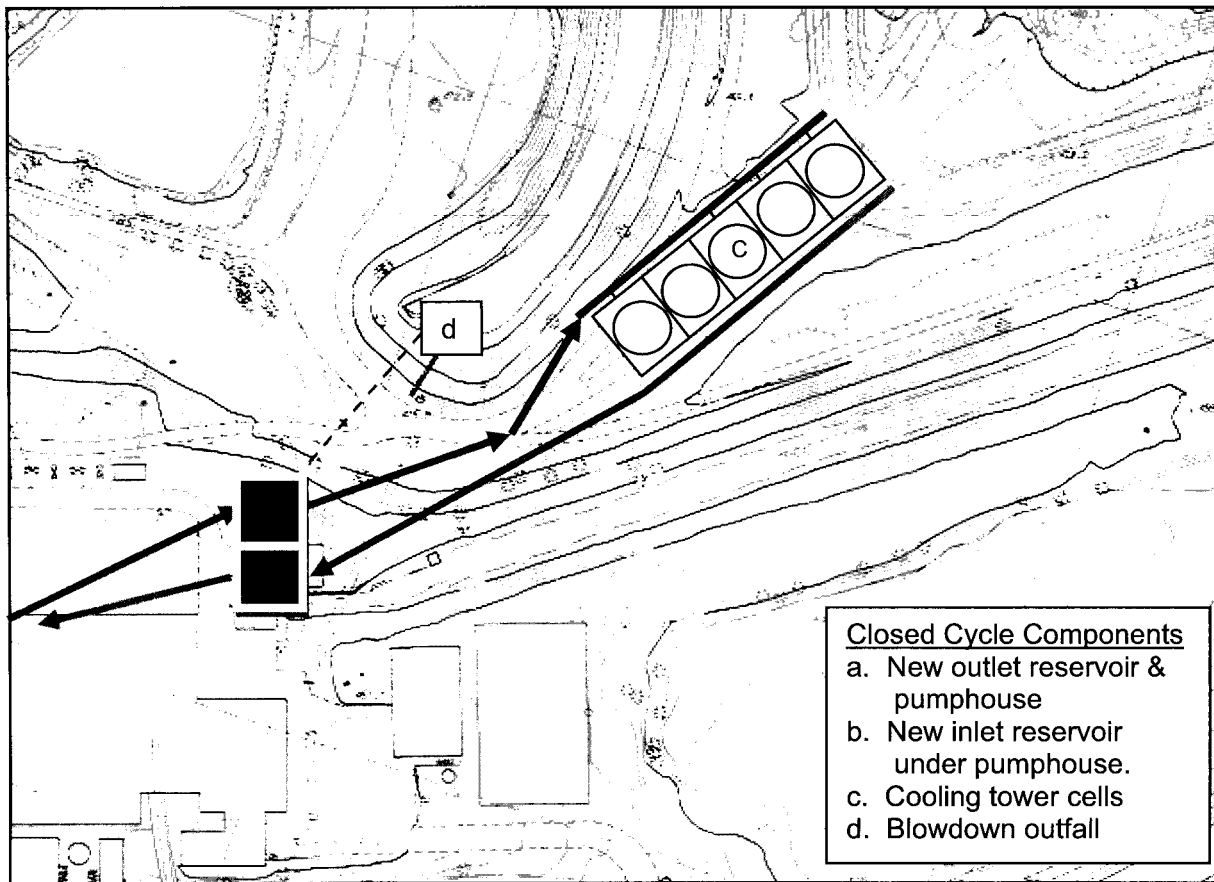 c
d
Closed Cycle Components
a. New outlet reservoir &
pumphouse
b. New inlet reservoir
under pumphouse.
c. Cooling tower cells
d. Blowdown outfall